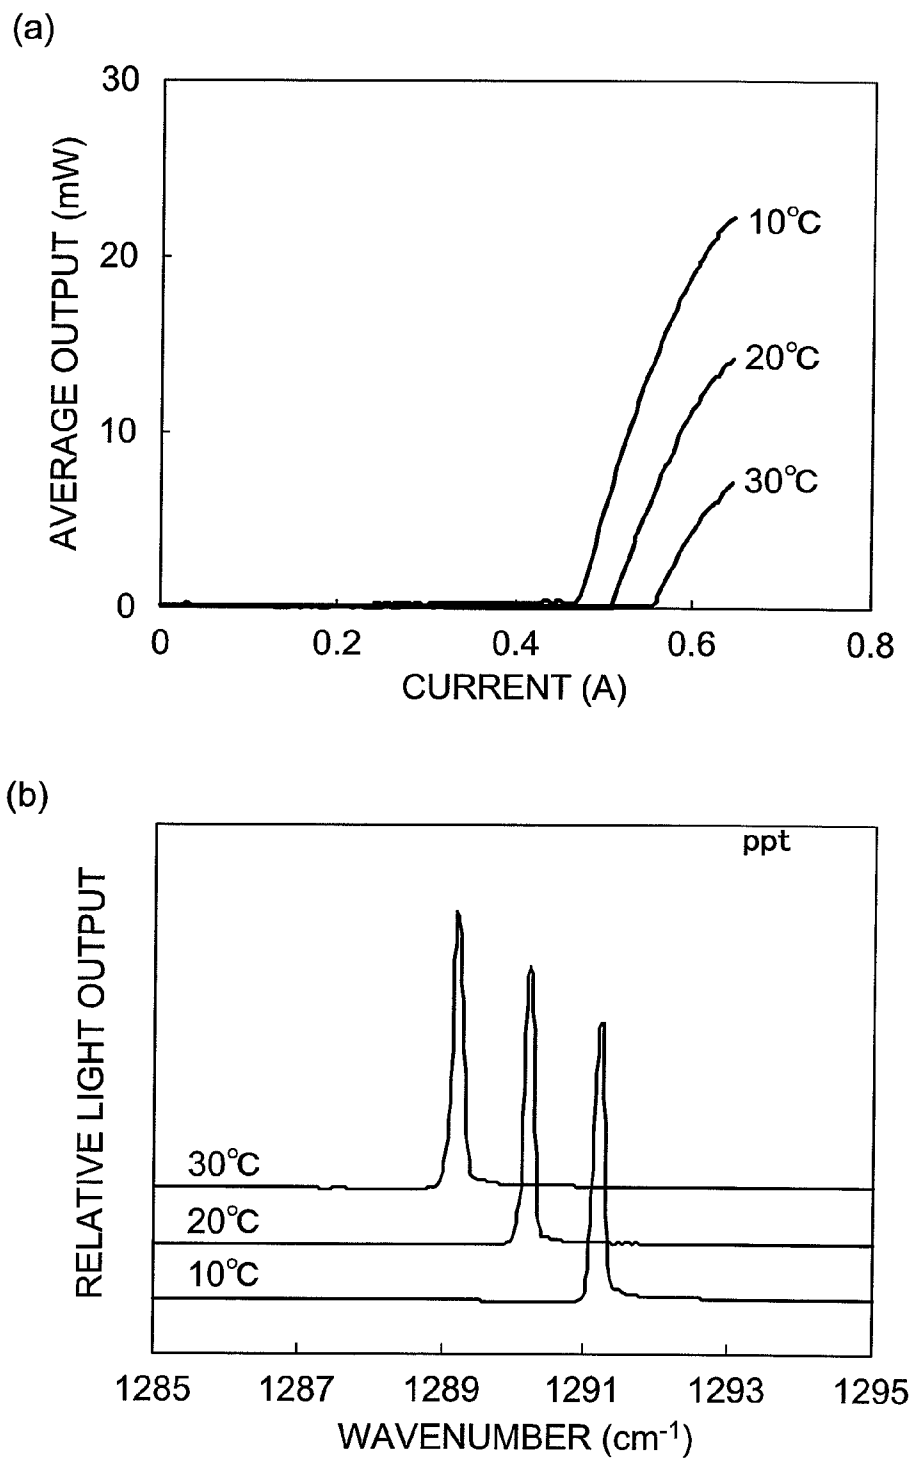 (a)
30
20
10
0
AVERAGE OUTPUT (mW)
10℃
20℃
30℃
0 0.2 0.4 0.6 0.8
CURRENT (A)
(b)
ppt
RELATIVE LIGHT OUTPUT
30℃
20℃
10℃
1285 1287 1289 1291 1293 1295
WAVENUMBER (cm-1)